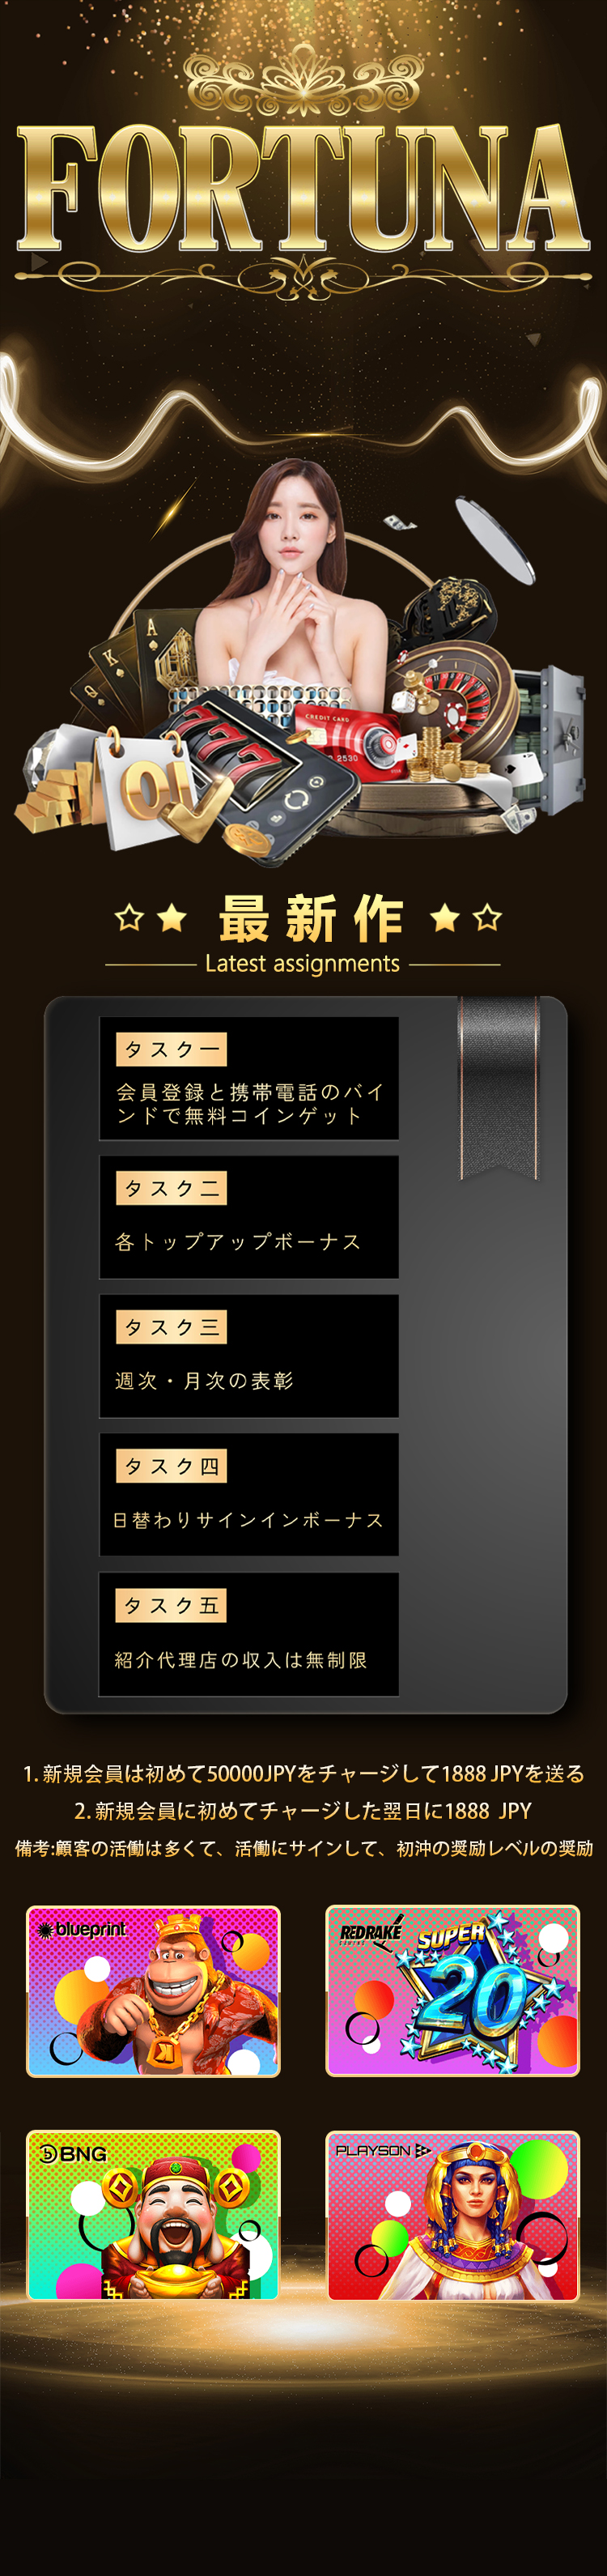 FORTUNA
A
K
Q
777
CREDIT CARD
2530
01
最新作
Latest assignments
タスク一
会員登録と携帯電話のバイ
ンドで無料コインゲット
タスク二
各トップアップボーナス
タスク三
週次・月次の表彰
タスク四
日替わりサインインボーナス
タスク五
紹介代理店の収入は無制限
1. 新規会員は初めて50000JPYをチャージして1888 JPYを送る
2. 新規会員に初めてチャージした翌日に1888 JPY
備考:顧客の活働は多くて、活働にサインして、初沖の奨励レベルの奨励
blueprint
REDRAKE
SUPER
20
BNG
PLAYSON